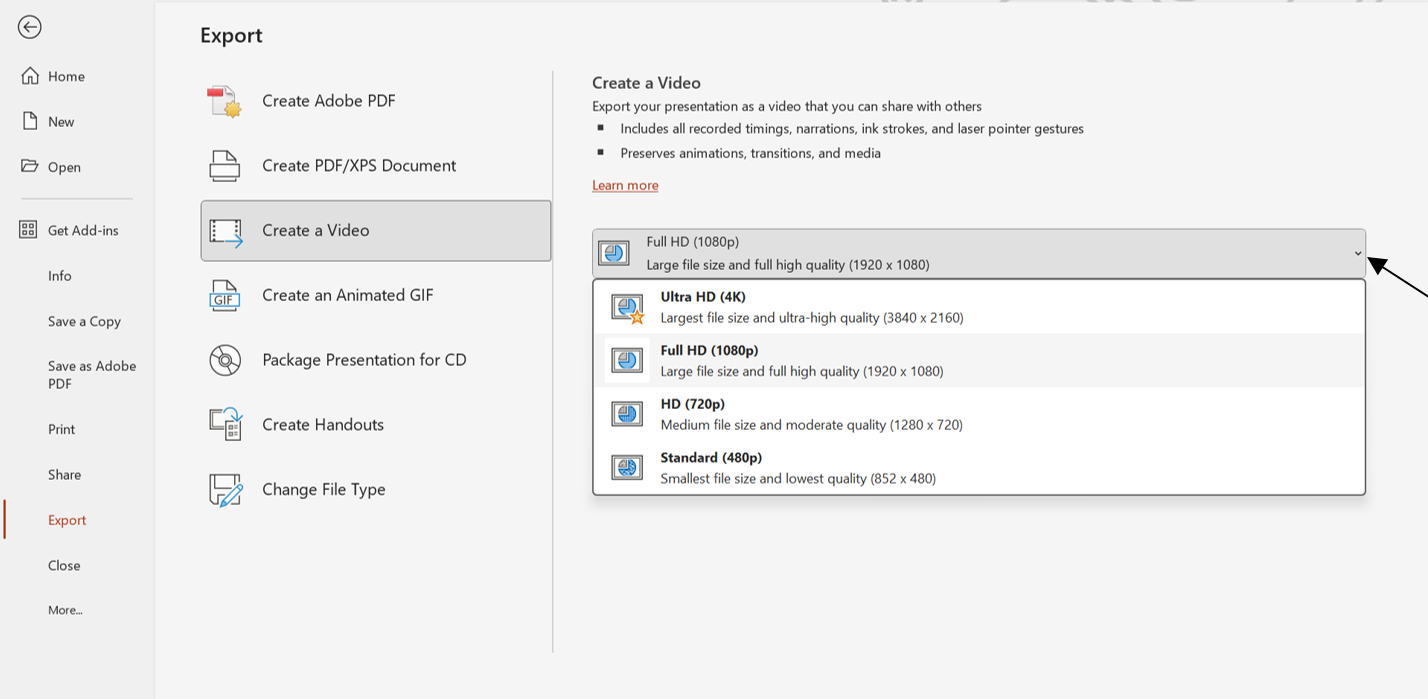 Export
Home
New
Open
Get Add-ins
Info
Save a Copy
Save as Adobe
PDF
Print
Share
Export
Close
More...
Create Adobe PDF
Create PDF/XPS Document
Create a Video
GIF
Create an Animated GIF
Package Presentation for CD
Create Handouts
Change File Type
Create a Video
Export your presentation as a video that you can share with others
Includes all recorded timings, narrations, ink strokes, and laser pointer gestures
Preserves animations, transitions, and media
Learn more
Full HD (1080p)
Large file size and full high quality (1920 x 1080)
Ultra HD (4K)
Largest file size and ultra-high quality (3840 x 2160)
Full HD (1080p)
Large file size and full high quality (1920 x 1080)
HD (720p)
Medium file size and moderate quality (1280 x 720)
Standard (480p)
Smallest file size and lowest quality (852 x 480)